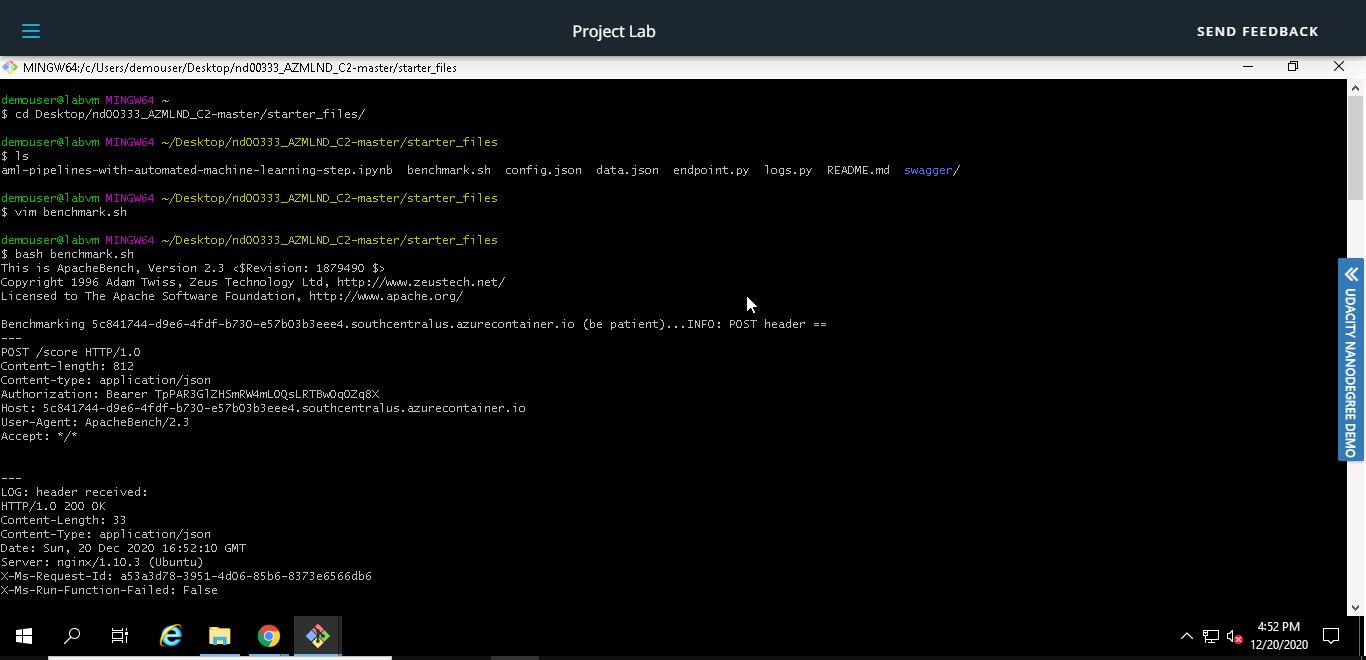 Project Lab
SEND FEEDBACK
MINGW64:/c/Users/demouser/Desktop/nd00333_AZMLND_C2-master/starter_files
demouser@labvm MINGW64 ~
$ cd Desktop/nd00333_AZMLND_C2-master/starter_files/
demouser@labvm MINGW64 ~/Desktop/nd00333_AZMLND_C2-master/starter_files
$ ls
aml-pipelines-with-automated-machine-learning-step.ipynb benchmark.sh config.json data.json endpoint.py logs.py README.md swagger/
demouser@labvm MINGW64 ~/Desktop/nd00333_AZMLND_C2-master/starter_files
$ vim benchmark.sh
demouser@labvm MINGW64 ~/Desktop/nd00333_AZMLND_C2-master/starter_files
$ bash benchmark.sh
This is ApacheBench, Version 2.3 <$Revision: 1879490 $>
Copyright 1996 Adam Twiss, Zeus Technology Ltd, http://www.zeustech.net/
Licensed to The Apache Software Foundation, http://www.apache.org/
Benchmarking 5c841744-d9e6-4fdf-b730-e57b03b3eee4.southcentralus.azurecontainer.io (be patient)...INFO: POST header ==
---
POST /score HTTP/1.0
Content-length: 812
Content-type: application/json
Authorization: Bearer TpPAR3GlZHSmRW4mL0QsLRTBwOqOZq8X
Host: 5c841744-d9e6-4fdf-b730-e57b03b3eee4.southcentralus.azurecontainer.io
User-Agent: ApacheBench/2.3
Accept: */*
---
LOG: header received:
HTTP/1.0 200 OK
Content-Length: 33
Content-Type: application/json
Date: Sun, 20 Dec 2020 16:52:10 GMT
Server: nginx/1.10.3 (Ubuntu)
X-Ms-Request-Id: a53a3d78-3951-4d06-85b6-8373e6566db6
X-Ms-Run-Function-Failed: False
UDACITY NANODEGREE DEMO
4:52 PM
12/20/2020